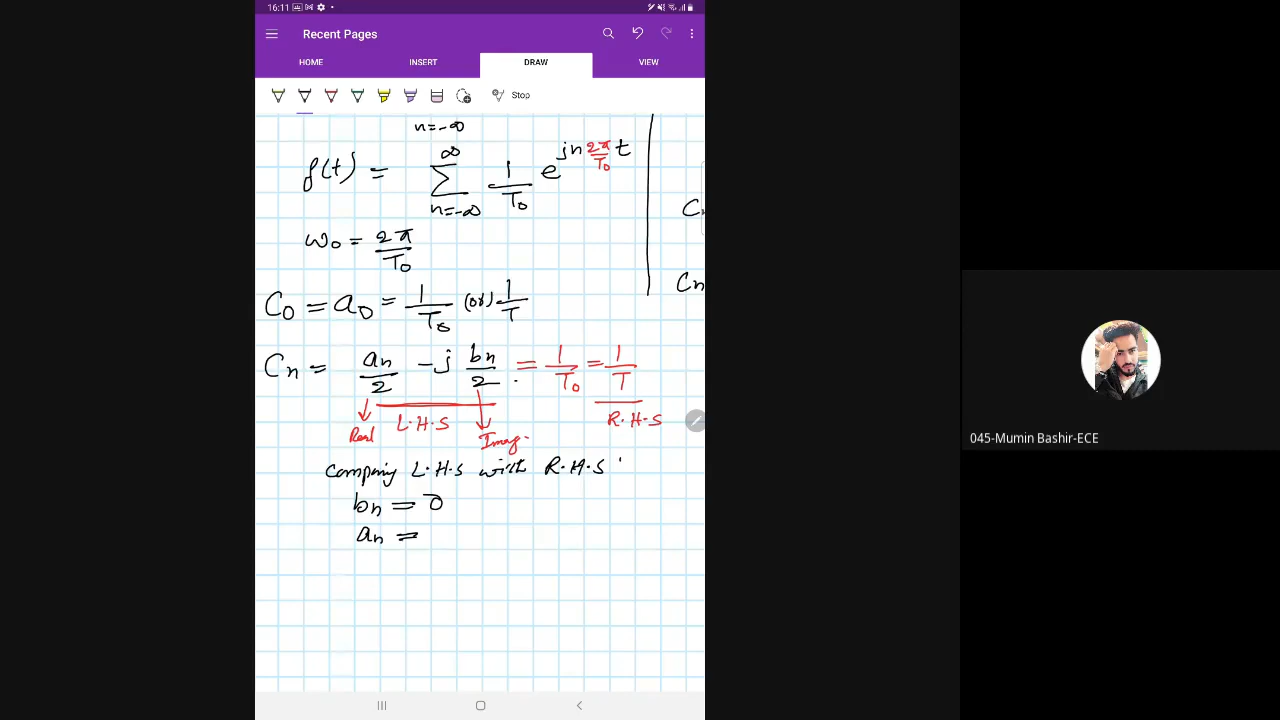 16:11
Recent Pages
HOME INSERT DRAW VIEW
Stop
n=-∞
f(t) = ∞ Σ n=-∞ 1/T₀ e^(jn 2π/T₀ t)
ω₀ = 2π/T₀
C₀ = a₀ = 1/T₀ (or) 1/T
Cₙ = aₙ/2 - j bₙ/2 = 1/T₀ = 1/T
Real L.H.S Imag. R.H.S
Comparing L.H.S with R.H.S
bₙ = 0
aₙ =
Cₙ
045-Mumin Bashir-ECE